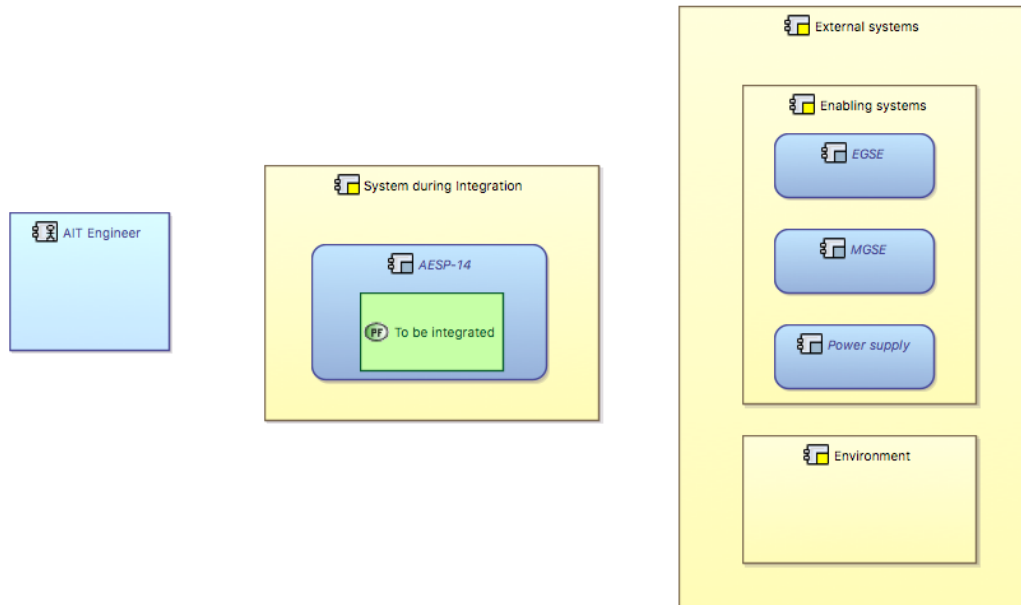 AIT Engineer
System during Integration
AESP-14
PF To be integrated
External systems
Enabling systems
EGSE
MGSE
Power supply
Environment